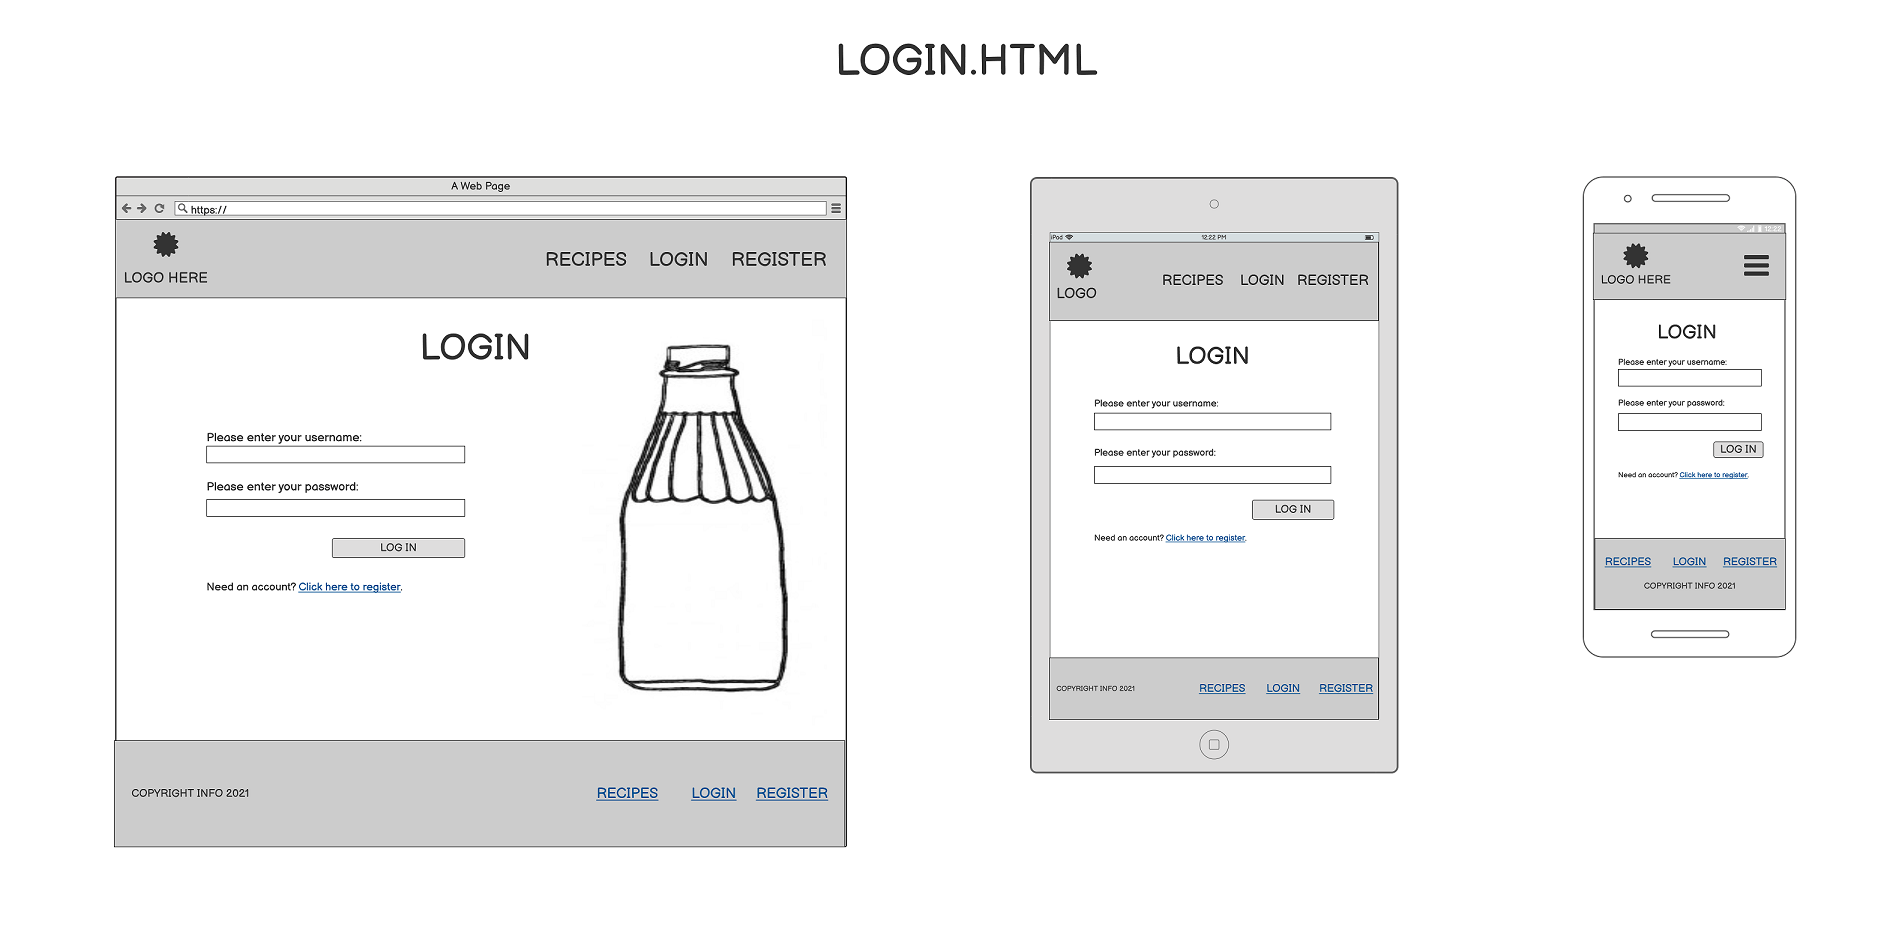 LOGIN.HTML
A Web Page
https://
LOGO HERE
RECIPES LOGIN REGISTER
LOGIN
Please enter your username:
Please enter your password:
LOG IN
Need an account? Click here to register.
COPYRIGHT INFO 2021
RECIPES LOGIN REGISTER
iPad 12:22 PM
LOGO
RECIPES LOGIN REGISTER
LOGIN
Please enter your username:
Please enter your password:
LOG IN
Need an account? Click here to register.
COPYRIGHT INFO 2021
RECIPES LOGIN REGISTER
12:22
LOGO HERE
LOGIN
Please enter your username:
Please enter your password:
LOG IN
Need an account? Click here to register.
RECIPES LOGIN REGISTER
COPYRIGHT INFO 2021